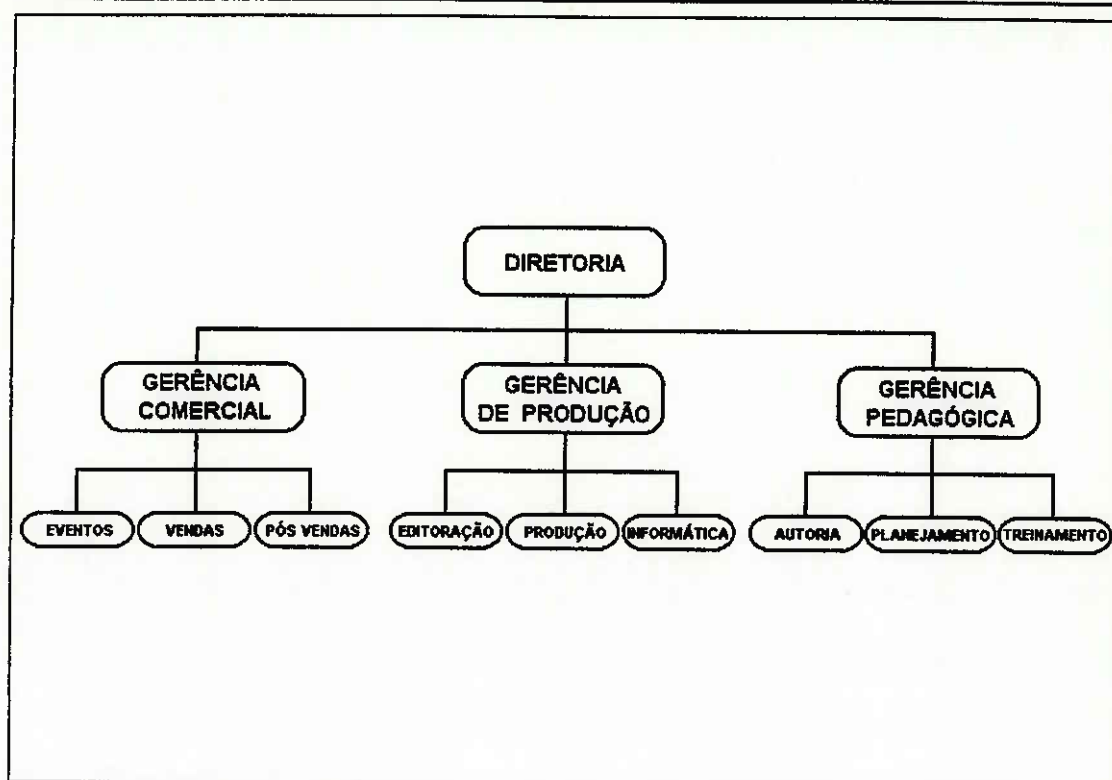 DIRETORIA
GERÊNCIA
COMERCIAL
GERÊNCIA
DE PRODUÇÃO
GERÊNCIA
PEDAGÓGICA
EVENTOS
VENDAS
PÓS VENDAS
EDITORAÇÃO
PRODUÇÃO
INFORMÁTICA
AUTORIA
PLANEJAMENTO
TREINAMENTO